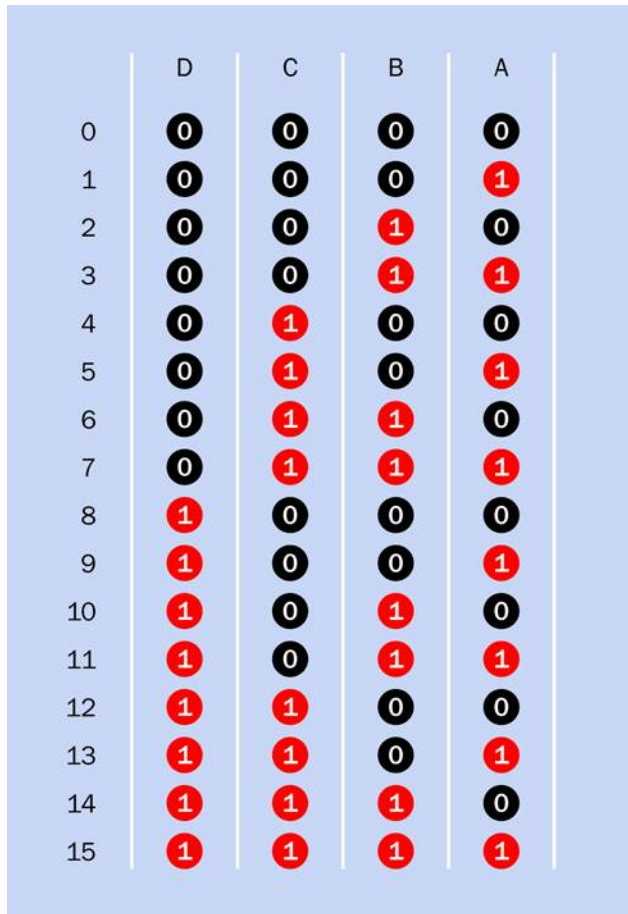 D C B A
0 0 0 0 0
1 0 0 0 1
2 0 0 1 0
3 0 0 1 1
4 0 1 0 0
5 0 1 0 1
6 0 1 1 0
7 0 1 1 1
8 1 0 0 0
9 1 0 0 1
10 1 0 1 0
11 1 0 1 1
12 1 1 0 0
13 1 1 0 1
14 1 1 1 0
15 1 1 1 1